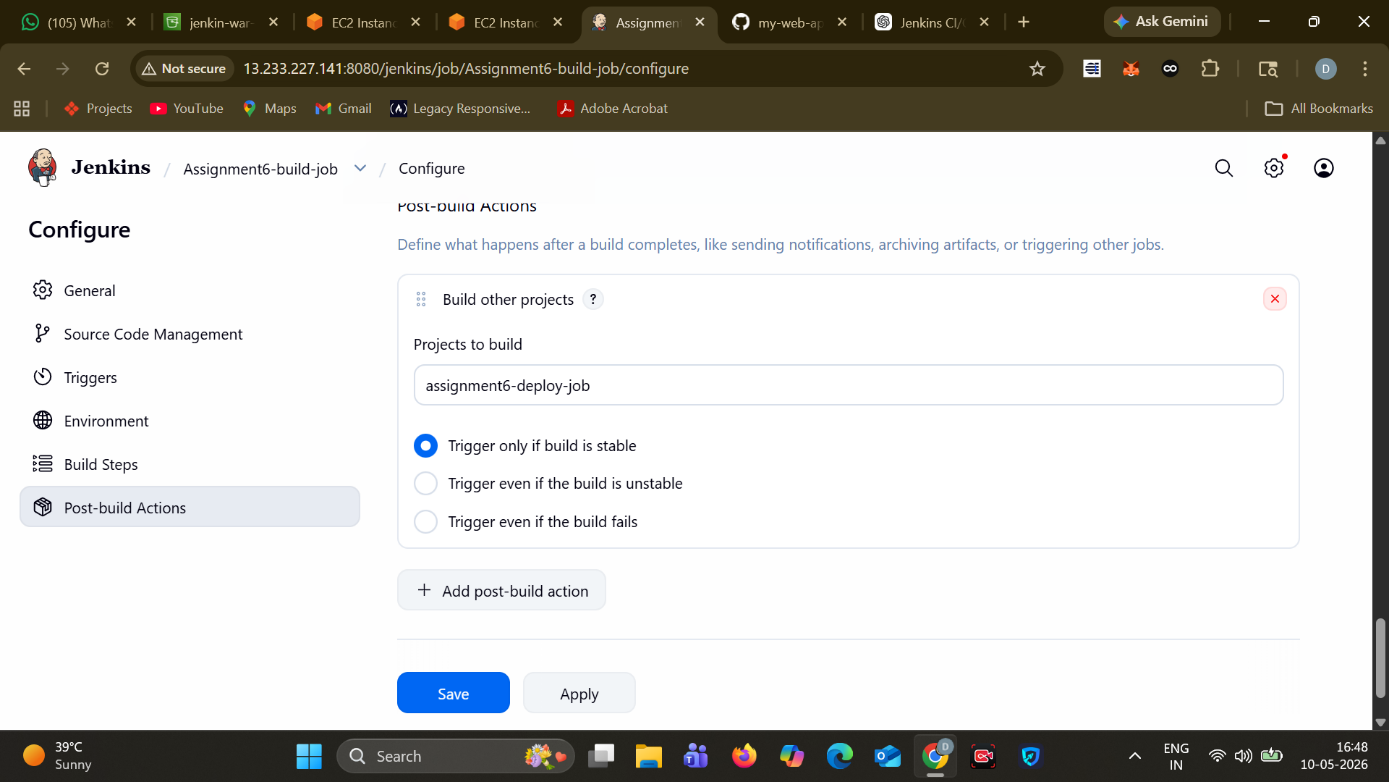 (105) What
jenkin-war-
EC2 Instanc
EC2 Instanc
Assignment
my-web-ap
Jenkins CI/
Ask Gemini
Not secure
13.233.227.141:8080/jenkins/job/Assignment6-build-job/configure
D
Projects
YouTube
Maps
Gmail
Legacy Responsive...
Adobe Acrobat
All Bookmarks
Jenkins / Assignment6-build-job / Configure
Configure
General
Source Code Management
Triggers
Environment
Build Steps
Post-build Actions
Post-build Actions
Define what happens after a build completes, like sending notifications, archiving artifacts, or triggering other jobs.
Build other projects ?
Projects to build
assignment6-deploy-job
Trigger only if build is stable
Trigger even if the build is unstable
Trigger even if the build fails
+ Add post-build action
Save
Apply
39°C
Sunny
Search
D
ENG
IN
16:48
10-05-2026